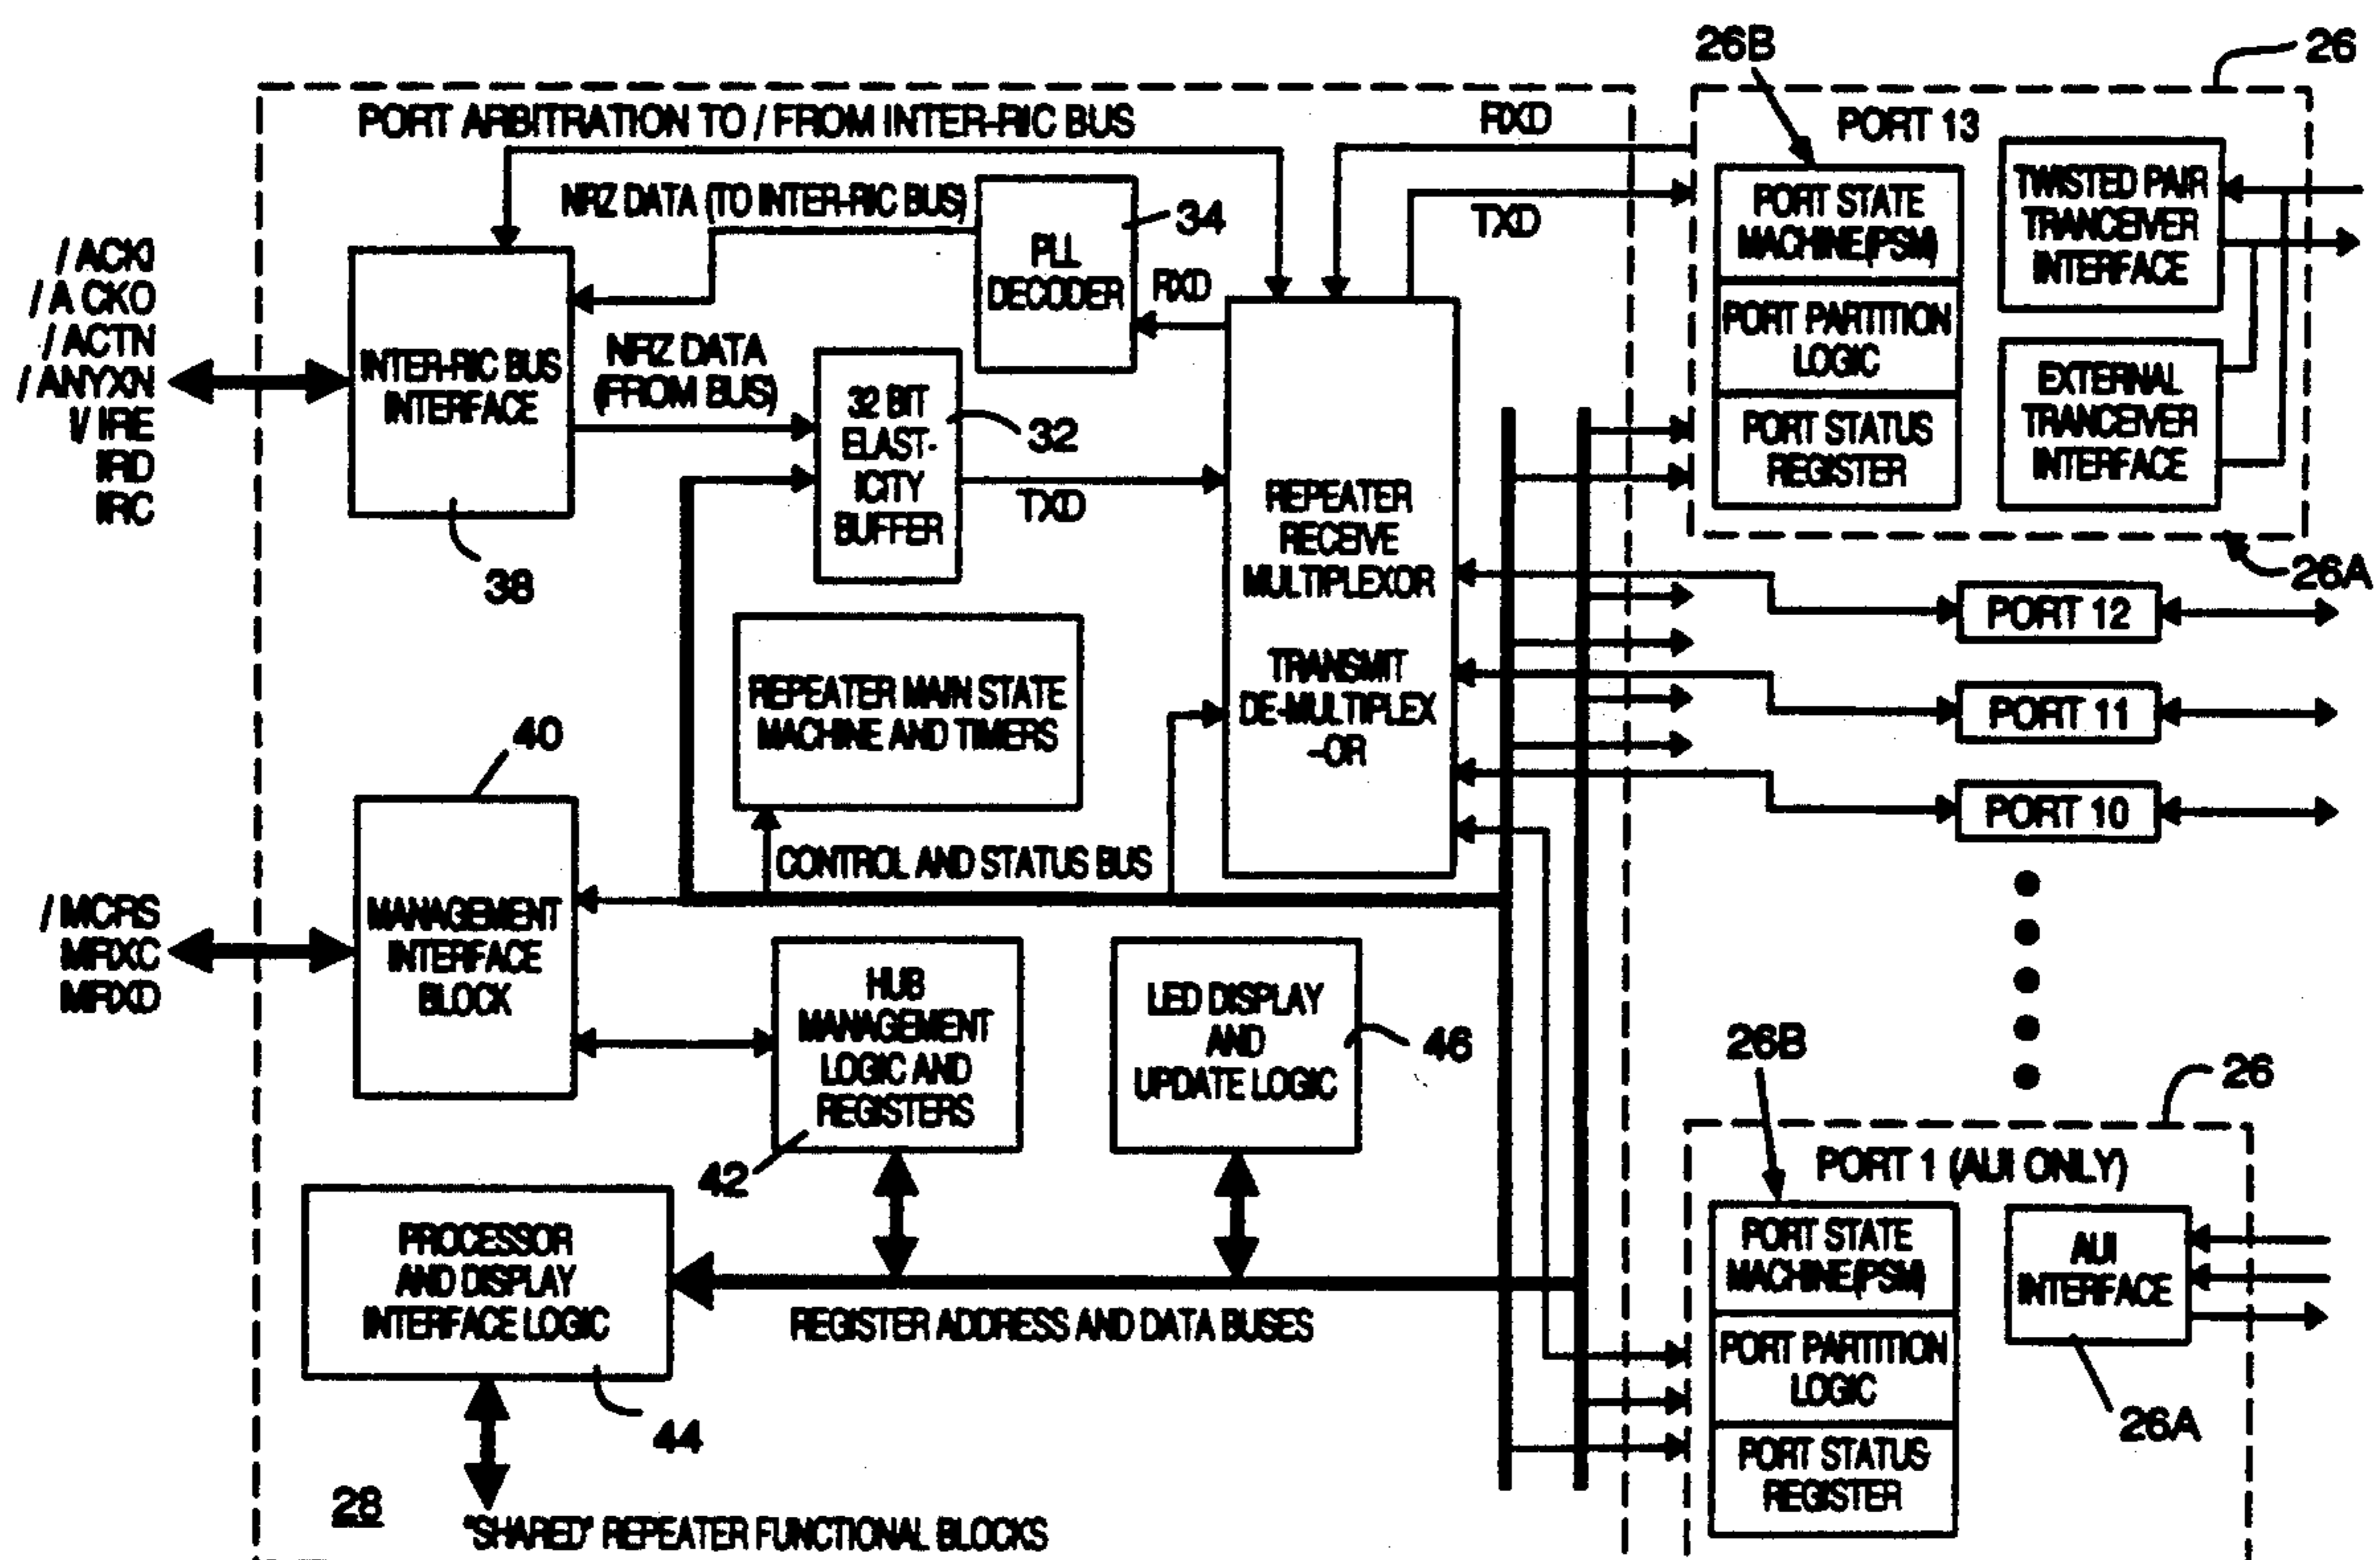 26B
26
PORT ARBITRATION TO / FROM INTER-RIC BUS
RXD
PORT 13
NRZ DATA (TO INTER-RIC BUS)
34
PLL
DECODER
RXD
TXD
PORT STATE
MACHINE(PSM)
PORT PARTITION
LOGIC
PORT STATUS
REGISTER
TWISTED PAIR
TRANCEIVER
INTERFACE
EXTERNAL
TRANCEIVER
INTERFACE
26A
/ ACKI
/ A CKO
/ ACTN
/ ANYXN
I/ IRE
IRD
IRC
INTER-RIC BUS
INTERFACE
38
NRZ DATA
(FROM BUS)
32 BIT
ELAST-
ICITY
BUFFER
32
TXD
REPEATER
RECEIVE
MULTIPLEXOR
TRANSMIT
DE-MULTIPLEX
-OR
PORT 12
PORT 11
PORT 10
REPEATER MAIN STATE
MACHINE AND TIMERS
40
CONTROL AND STATUS BUS
/ MCRS
MRXC
MRXD
MANAGEMENT
INTERFACE
BLOCK
HUB
MANAGEMENT
LOGIC AND
REGISTERS
42
LED DISPLAY
AND
UPDATE LOGIC
46
26B
26
PORT 1 (AUI ONLY)
PORT STATE
MACHINE(PSM)
PORT PARTITION
LOGIC
PORT STATUS
REGISTER
AUI
INTERFACE
26A
PROCESSOR
AND DISPLAY
INTERFACE LOGIC
44
REGISTER ADDRESS AND DATA BUSES
28
"SHARED" REPEATER FUNCTIONAL BLOCKS